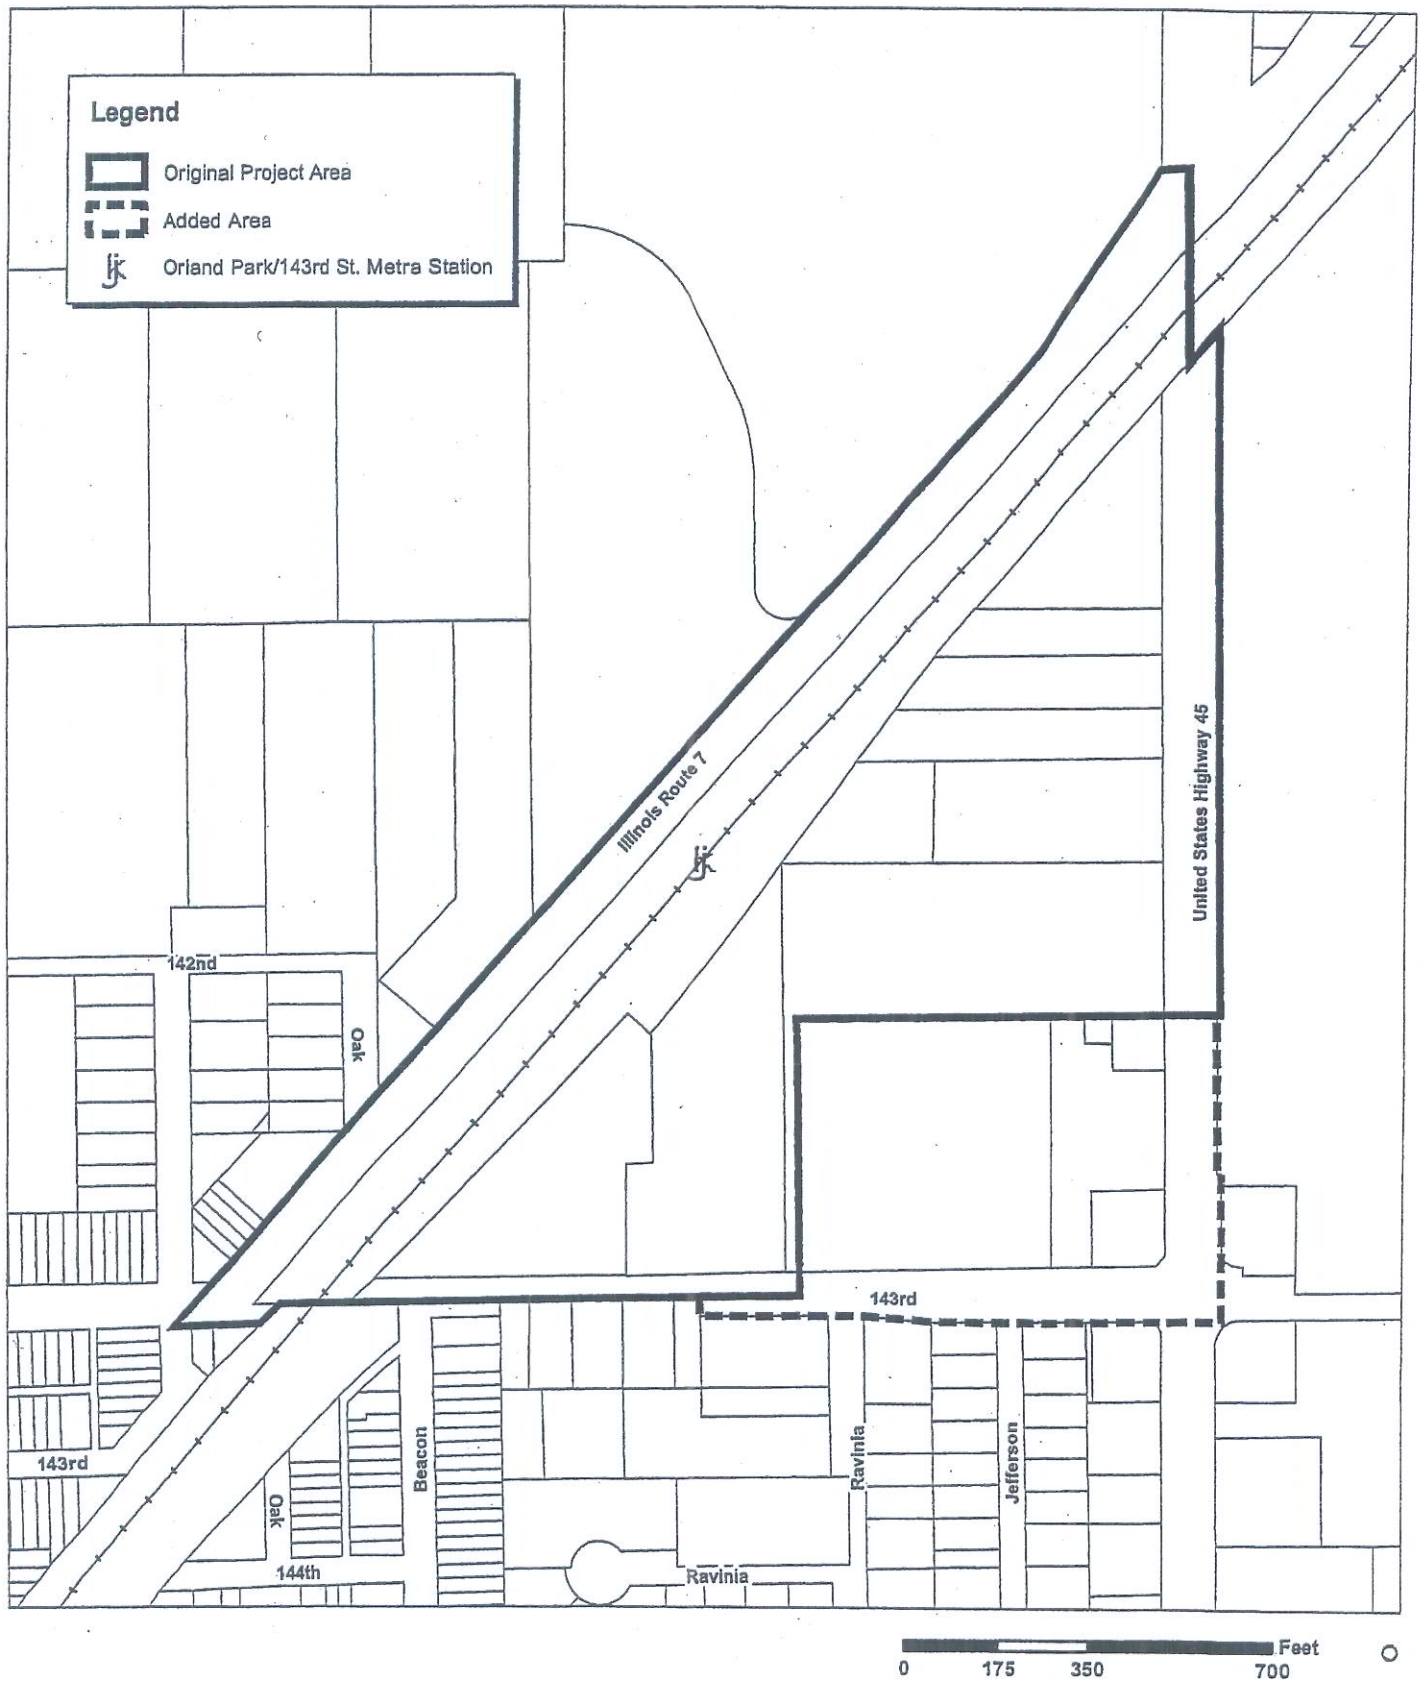 Legend
Original Project Area
Added Area
Orland Park/143rd St. Metra Station
Illinois Route 7
United States Highway 45
142nd
Oak
143rd
143rd
Beacon
Ravinia
Jefferson
Oak
144th
Ravinia
Feet
0 175 350 700